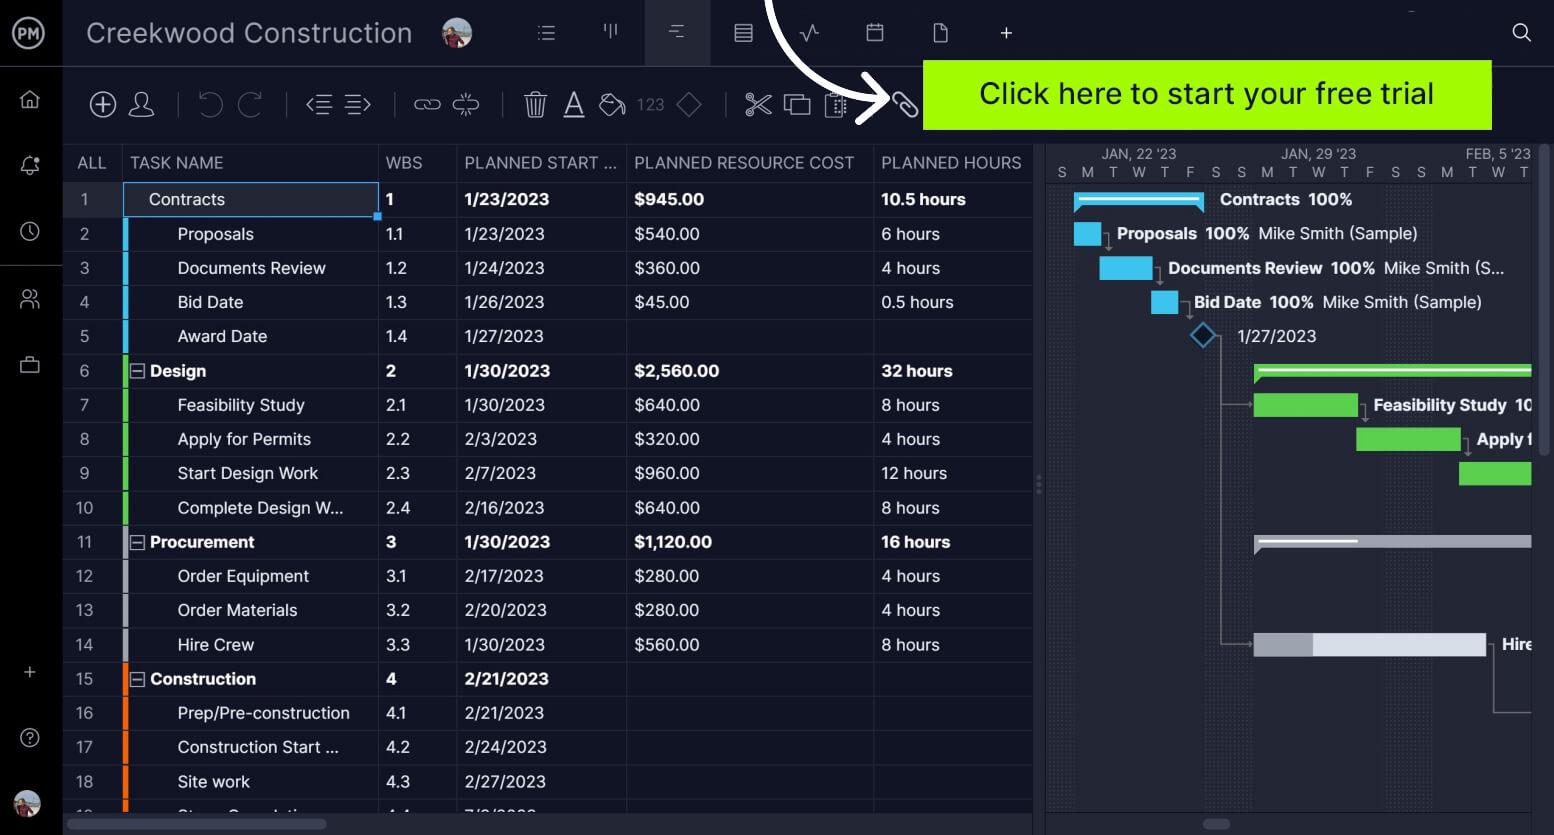 PM Creekwood Construction
Click here to start your free trial
123
ALL TASK NAME WBS PLANNED START ... PLANNED RESOURCE COST PLANNED HOURS JAN, 22 '23 JAN, 29 '23 FEB, 5 '23
S M T W T F S S M T W T F S S M T W T
1 Contracts 1 1/23/2023 $945.00 10.5 hours Contracts 100%
2 Proposals 1.1 1/23/2023 $540.00 6 hours Proposals 100% Mike Smith (Sample)
3 Documents Review 1.2 1/24/2023 $360.00 4 hours Documents Review 100% Mike Smith (S...
4 Bid Date 1.3 1/26/2023 $45.00 0.5 hours Bid Date 100% Mike Smith (Sample)
5 Award Date 1.4 1/27/2023 1/27/2023
6 Design 2 1/30/2023 $2,560.00 32 hours
7 Feasibility Study 2.1 1/30/2023 $640.00 8 hours Feasibility Study 10
8 Apply for Permits 2.2 2/3/2023 $320.00 4 hours Apply f
9 Start Design Work 2.3 2/7/2023 $960.00 12 hours
10 Complete Design W... 2.4 2/16/2023 $640.00 8 hours
11 Procurement 3 1/30/2023 $1,120.00 16 hours
12 Order Equipment 3.1 2/17/2023 $280.00 4 hours
13 Order Materials 3.2 2/20/2023 $280.00 4 hours
14 Hire Crew 3.3 1/30/2023 $560.00 8 hours Hire
15 Construction 4 2/21/2023
16 Prep/Pre-construction 4.1 2/21/2023
17 Construction Start ... 4.2 2/24/2023
18 Site work 4.3 2/27/2023